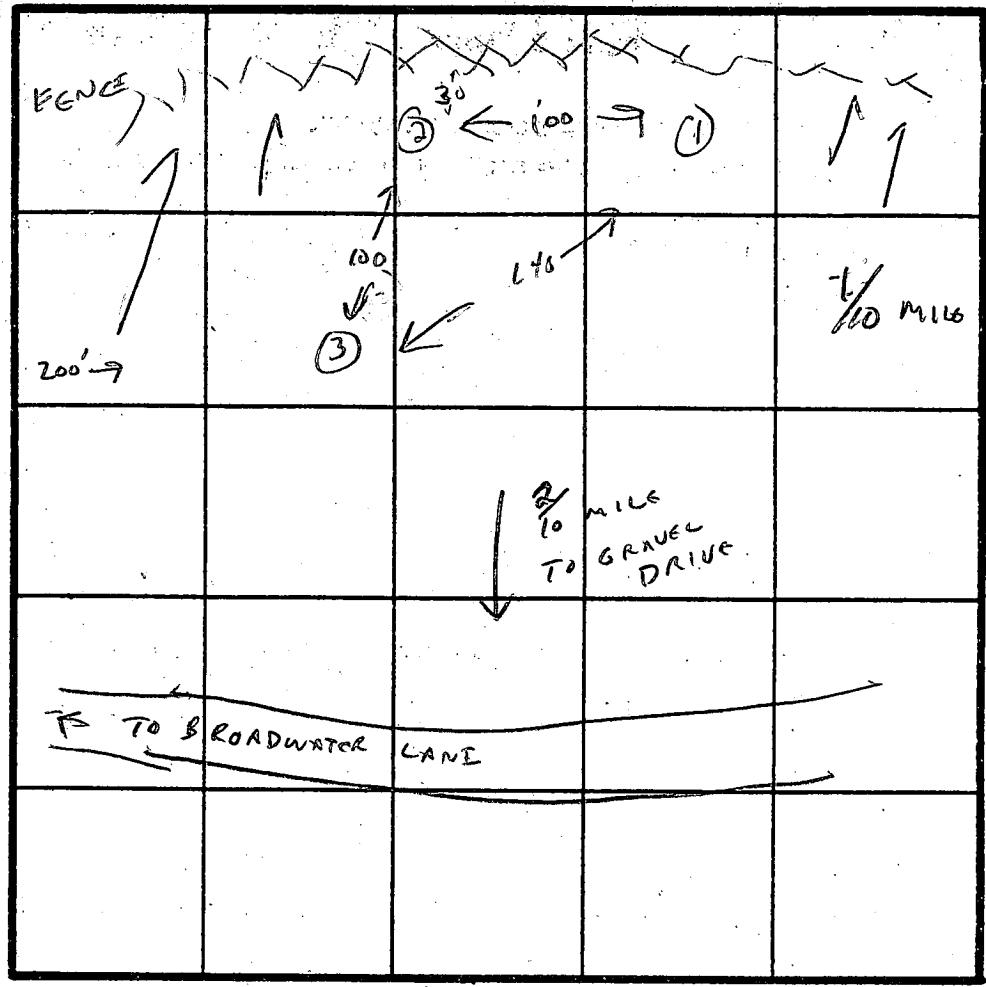 FENCE
30
② ← 100 → ①
100
140
1/10 MILE
③
200'→
2/10 MILE
TO GRAVEL
DRIVE
← TO BROADWATER LANE